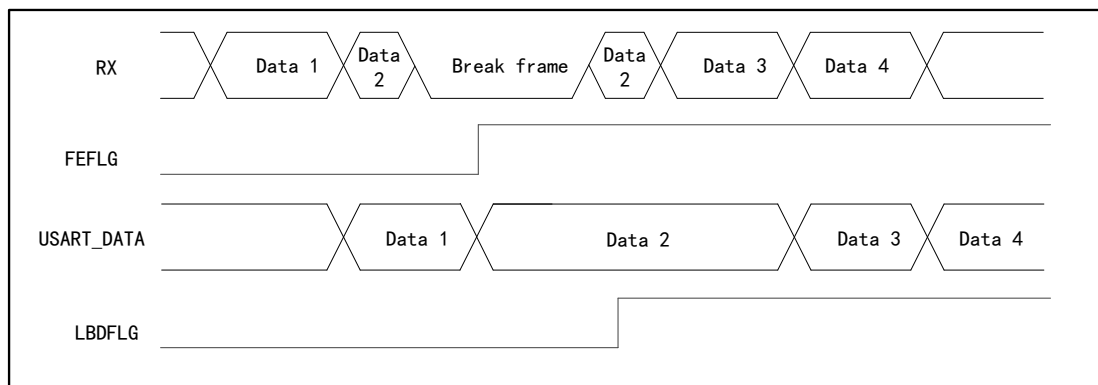 RX
Data 1
Data
2
Break frame
Data
2
Data 3
Data 4
FEFLG
USART_DATA
Data 1
Data 2
Data 3
Data 4
LBDFLG